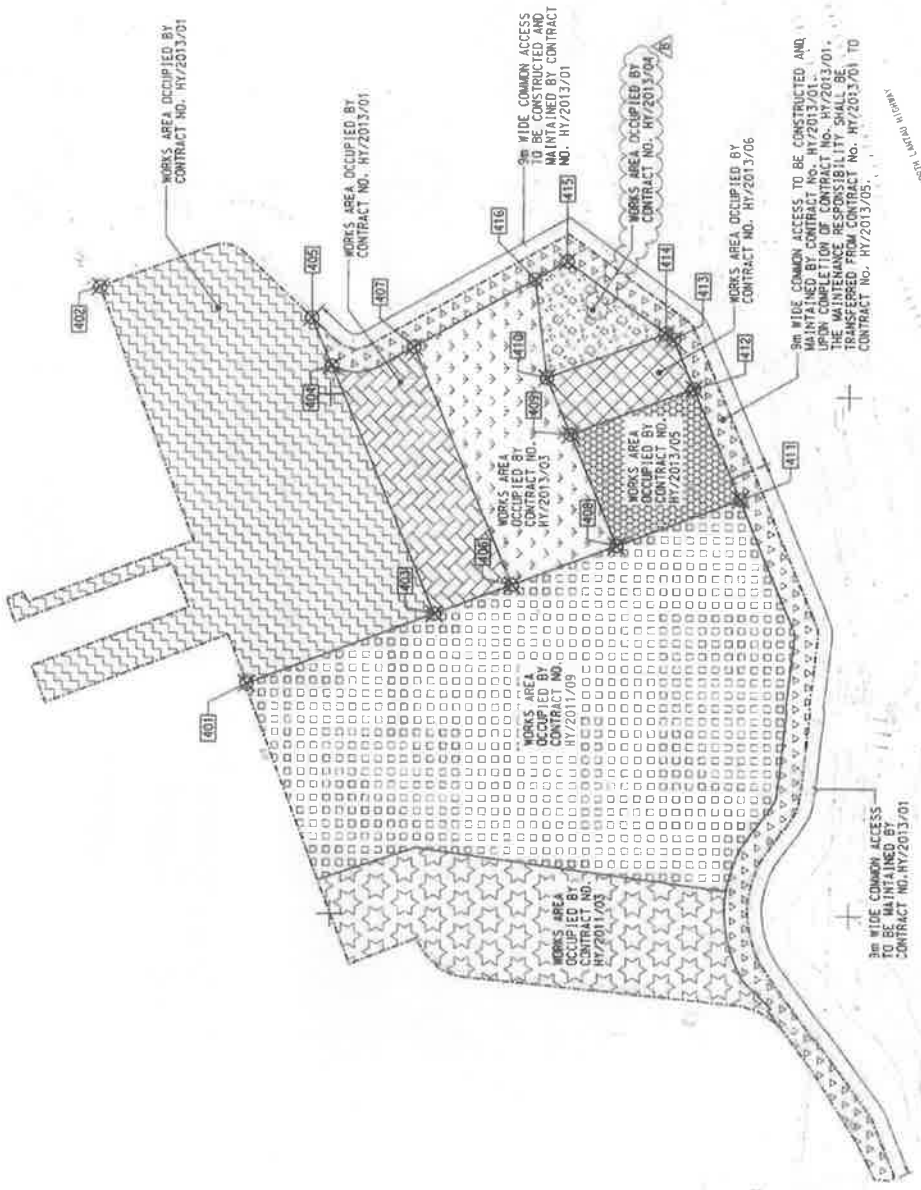 WORKS AREA OCCUPIED BY
CONTRACT NO. HY/2013/01
402
405
WORKS AREA OCCUPIED BY
CONTRACT NO. HY/2013/01
404
407
9m WIDE COMMON ACCESS
TO BE CONSTRUCTED AND
MAINTAINED BY CONTRACT
NO. HY/2013/01
416
415
WORKS AREA OCCUPIED BY
CONTRACT NO. HY/2013/04
B
410
414
413
WORKS AREA OCCUPIED BY
CONTRACT NO. HY/2013/06
409
412
9m WIDE COMMON ACCESS TO BE CONSTRUCTED AND
MAINTAINED BY CONTRACT No. HY/2013/01.
UPON COMPLETION OF CONTRACT No. HY/2013/01,
THE MAINTENANCE RESPONSIBILITY SHALL BE
TRANSFERRED FROM CONTRACT No. HY/2013/01 TO
CONTRACT No. HY/2013/05.
LANTAU HIGHWAY
WORKS AREA
OCCUPIED BY
CONTRACT NO.
HY/2013/03
WORKS AREA
OCCUPIED BY
CONTRACT NO.
HY/2013/05
411
408
406
403
401
WORKS AREA
OCCUPIED BY
CONTRACT NO.
HY/2011/09
WORKS AREA
OCCUPIED BY
CONTRACT NO.
HY/2011/03
9m WIDE COMMON ACCESS
TO BE MAINTAINED BY
CONTRACT NO.HY/2013/01